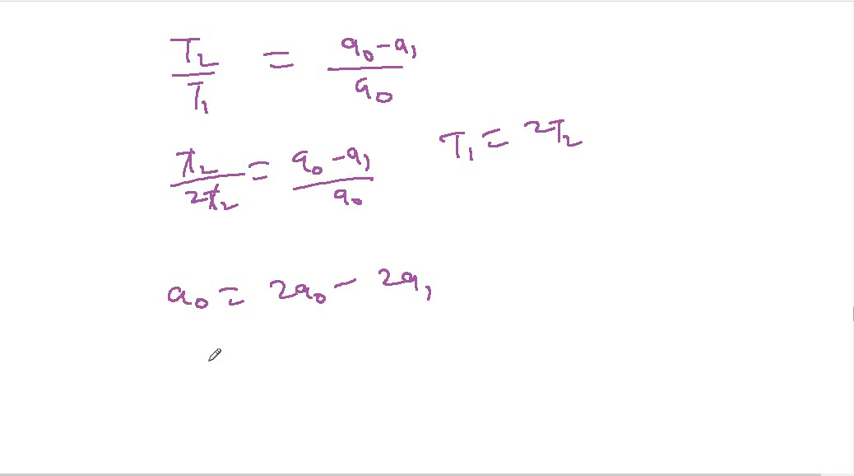 T₂/T₁ = (a₀ - a₁)/a₀
T₂/2T₂ = (a₀ - a₁)/a₀ T₁ = 2T₂
a₀ = 2a₀ - 2a₁